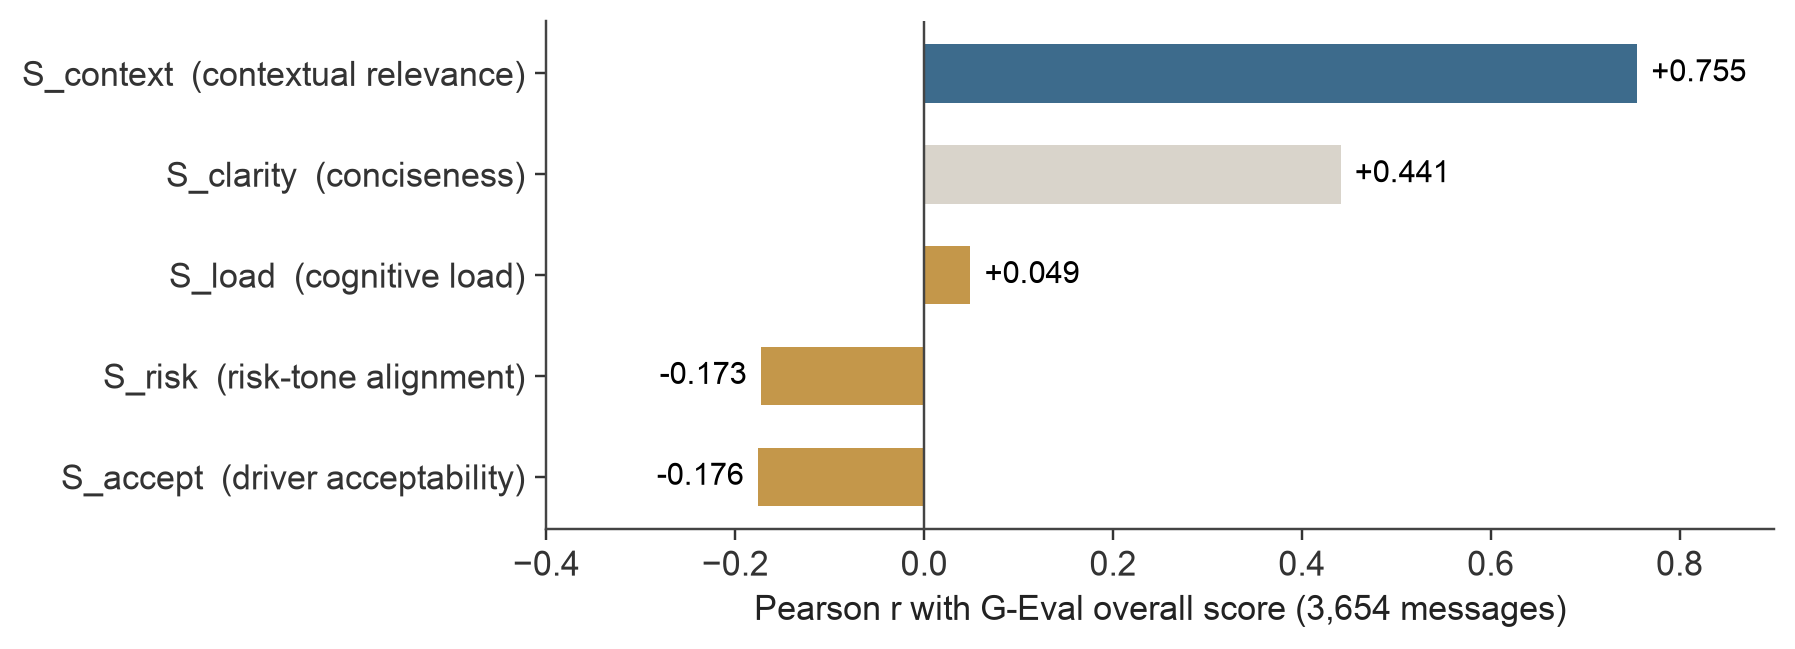 S_context (contextual relevance)
+0.755
S_clarity (conciseness)
+0.441
S_load (cognitive load)
+0.049
S_risk (risk-tone alignment)
-0.173
S_accept (driver acceptability)
-0.176
−0.4 −0.2 0.0 0.2 0.4 0.6 0.8
Pearson r with G-Eval overall score (3,654 messages)